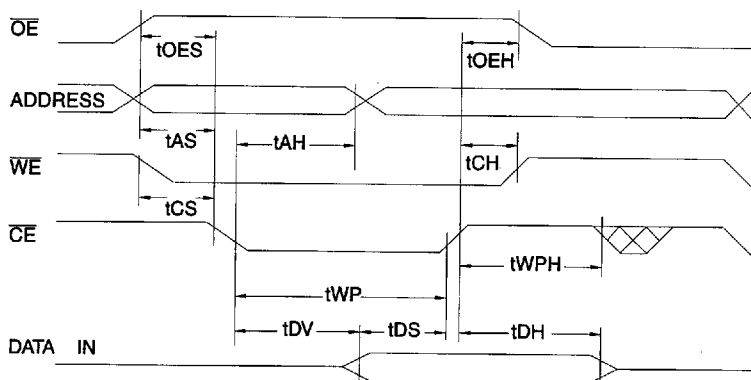 OE
tOES
tOEH
ADDRESS
tAS
tAH
WE
tCH
tCS
CE
tWPH
tWP
tDV
tDS
tDH
DATA IN